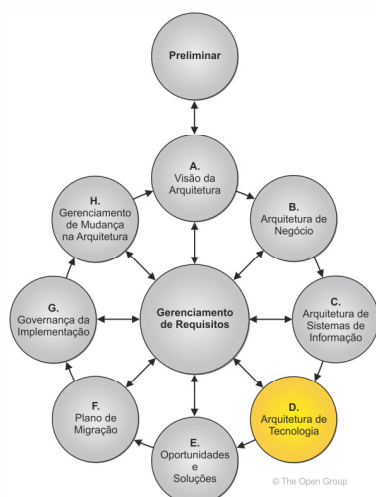 Preliminar
A.
Visão da
Arquitetura
B.
Arquitetura de
Negócio
C.
Arquitetura de
Sistemas de
Informação
D.
Arquitetura de
Tecnologia
E.
Oportunidades
e
Soluções
F.
Plano de
Migração
G.
Governança da
Implementação
H.
Gerenciamento
de Mudança
na Arquitetura
Gerenciamento
de Requisitos
© The Open Group